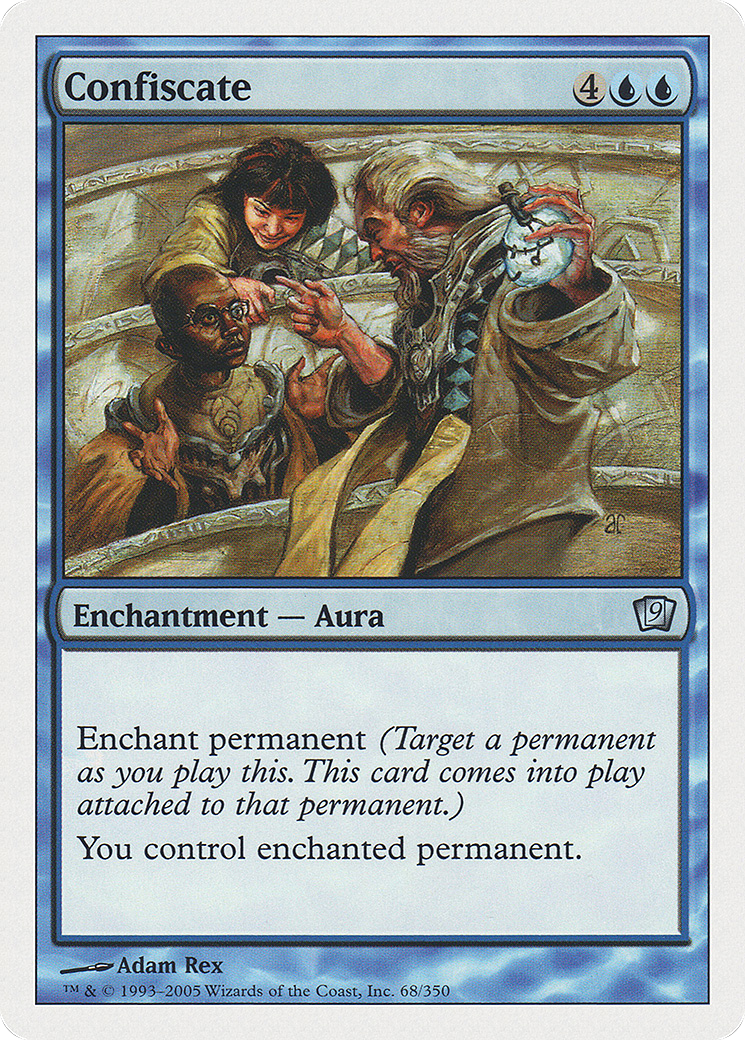 Confiscate
4
ar
Enchantment — Aura
9
Enchant permanent (Target a permanent
as you play this. This card comes into play
attached to that permanent.)
You control enchanted permanent.
Adam Rex
™ & © 1993–2005 Wizards of the Coast, Inc. 68/350